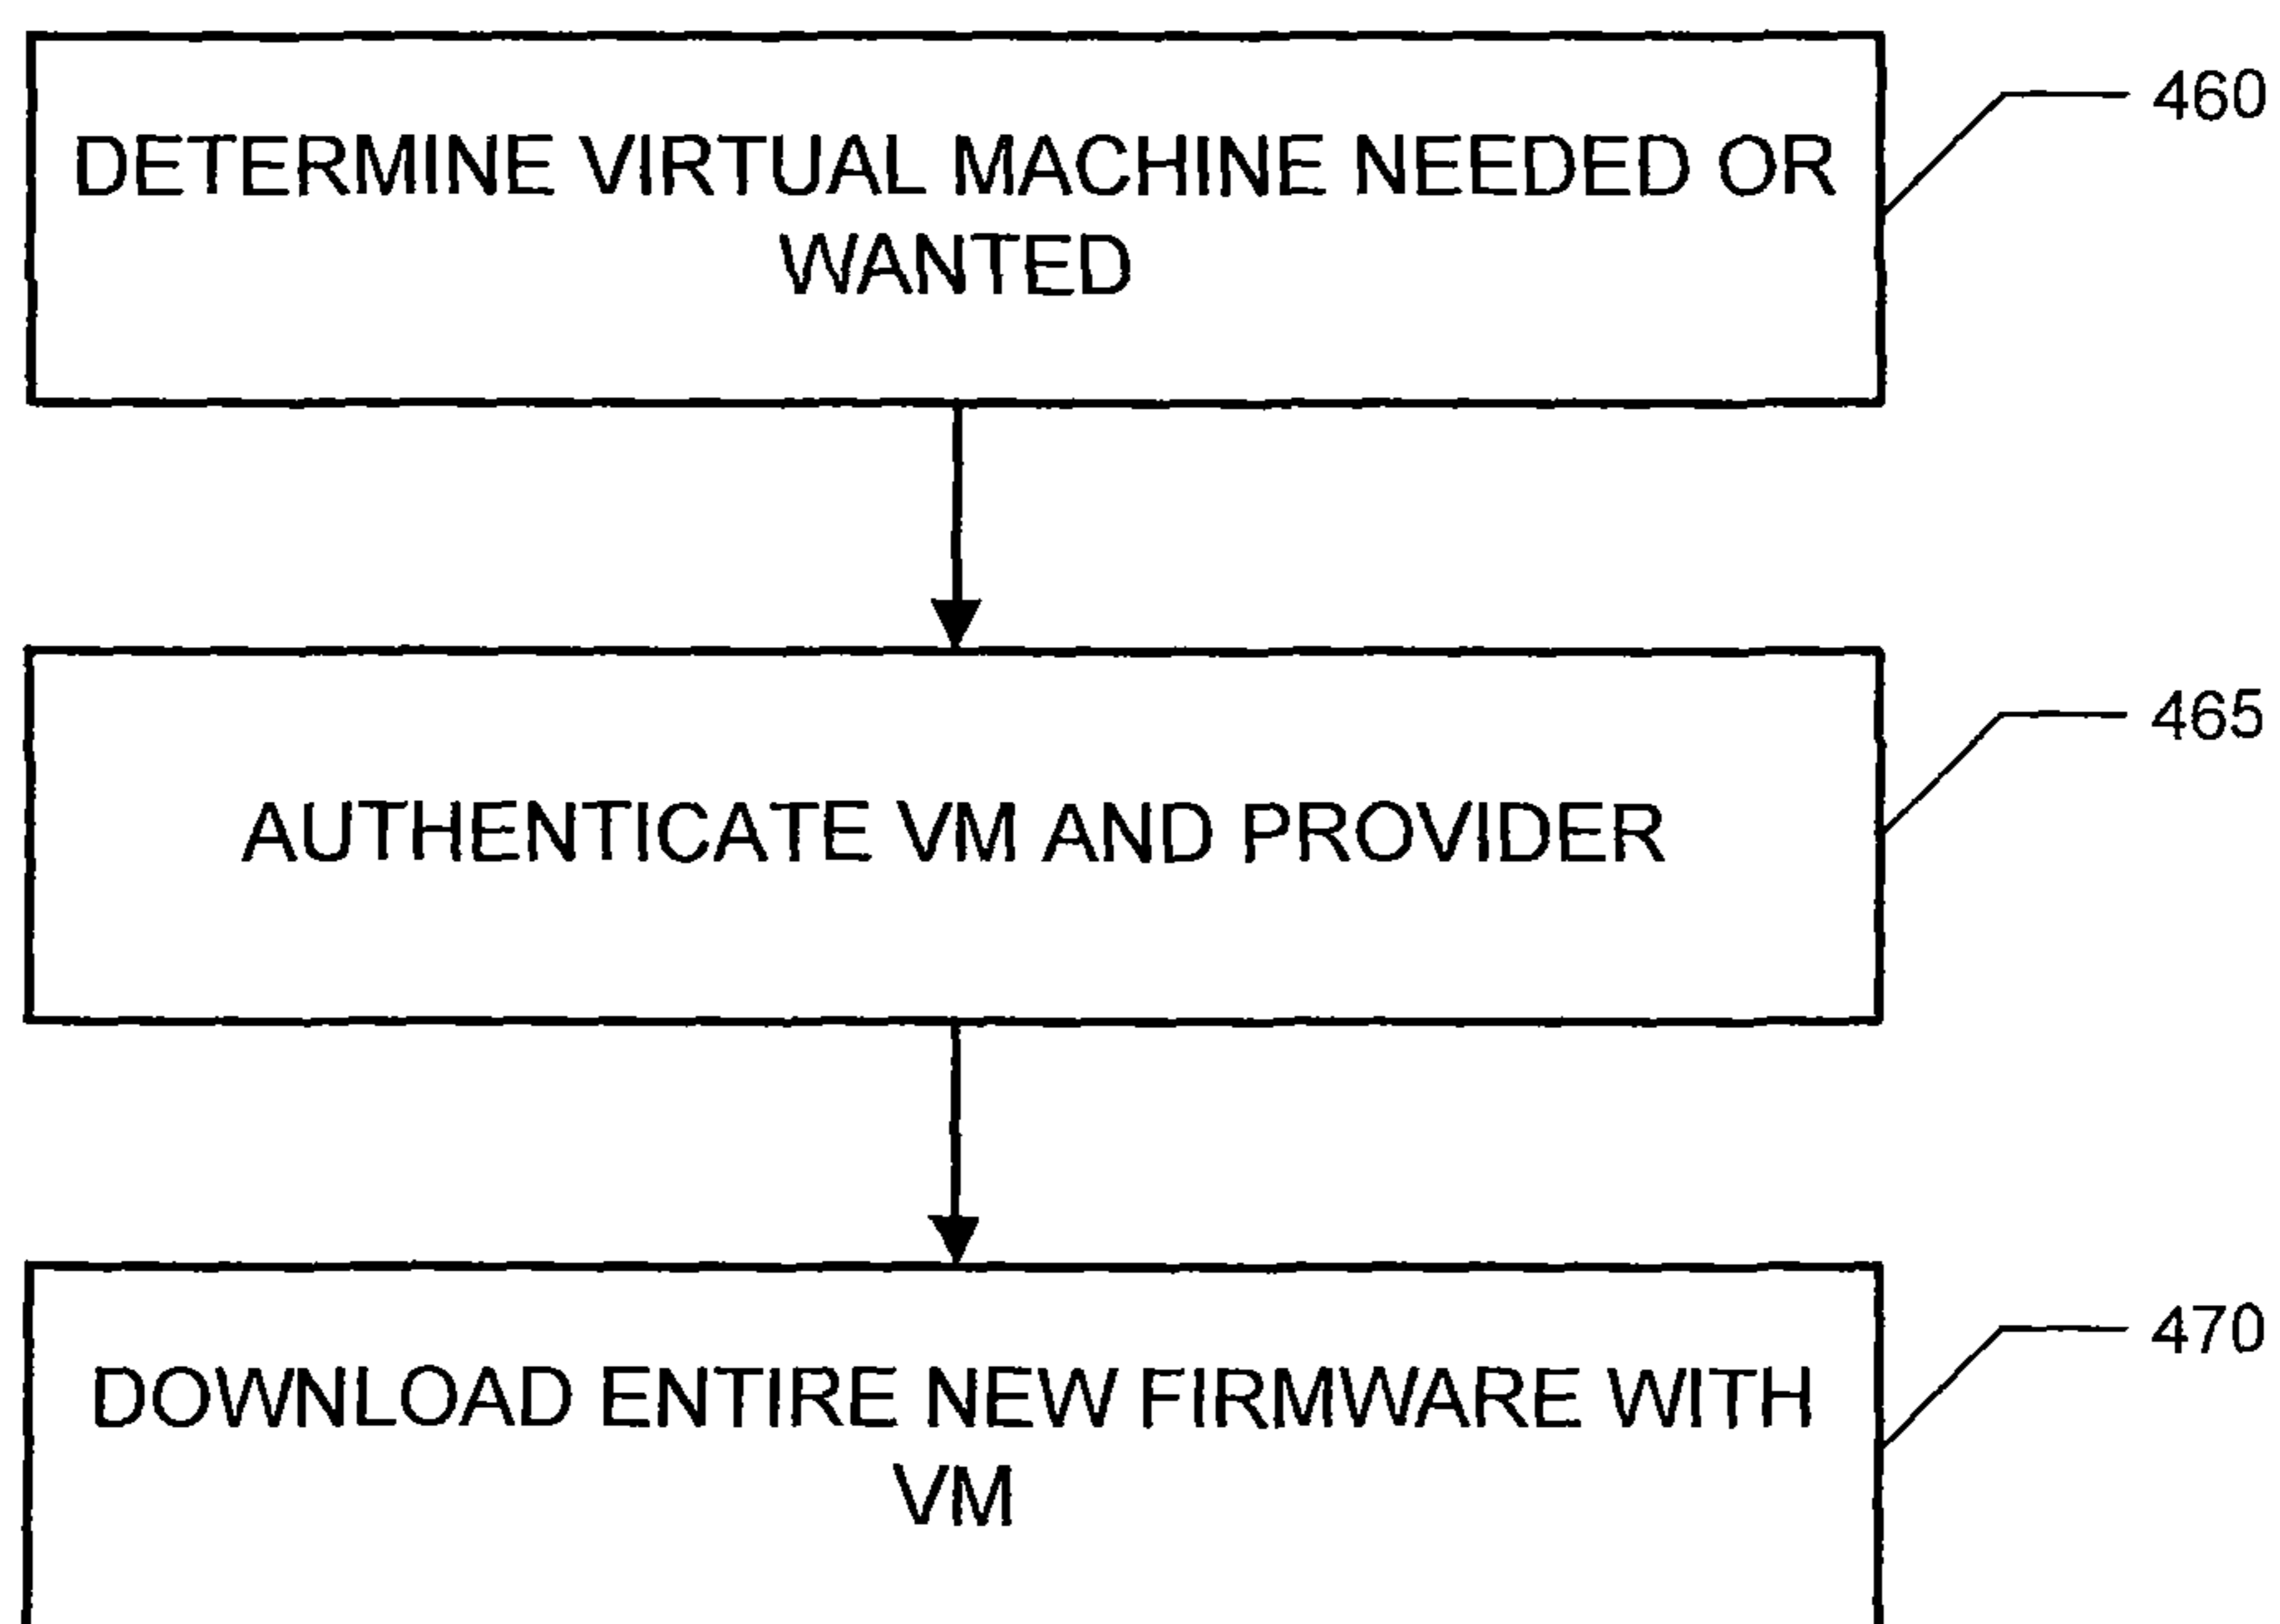 DETERMINE VIRTUAL MACHINE NEEDED OR
WANTED
460
AUTHENTICATE VM AND PROVIDER
465
DOWNLOAD ENTIRE NEW FIRMWARE WITH
VM
470